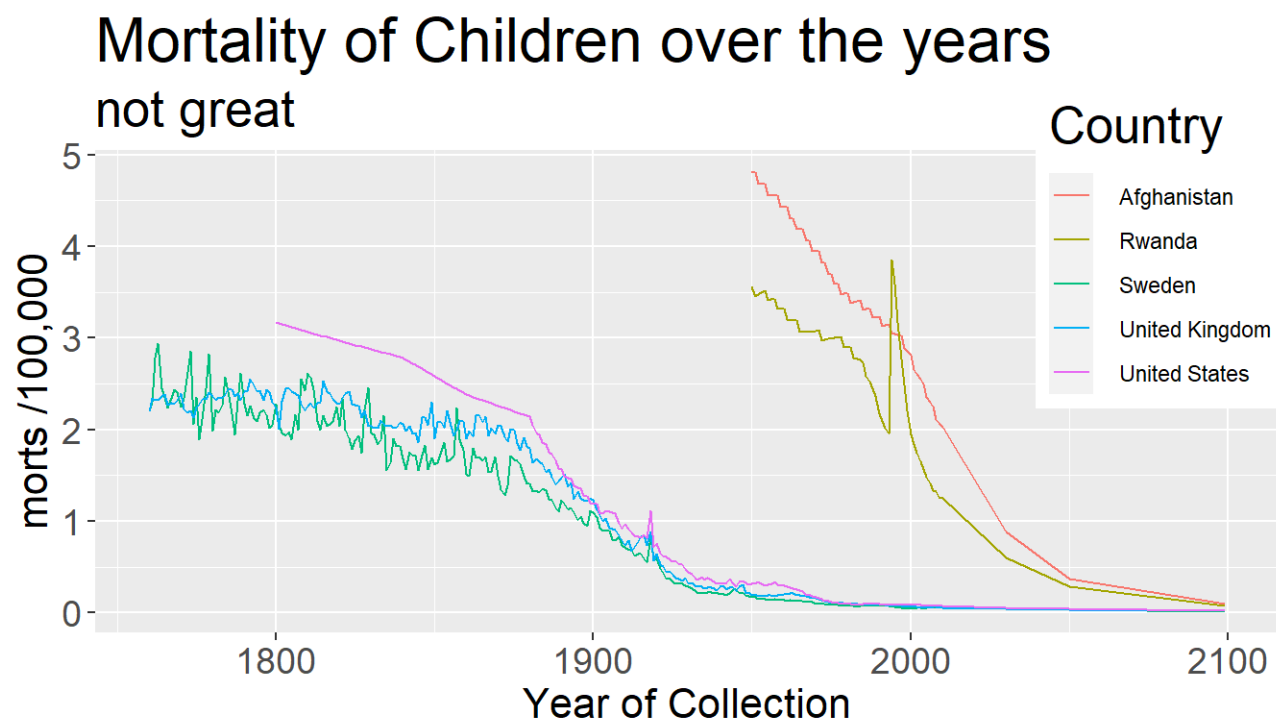 Mortality of Children over the years
not great
Country
Afghanistan
Rwanda
Sweden
United Kingdom
United States
5
4
3
2
1
0
morts /100,000
1800
1900
2000
2100
Year of Collection